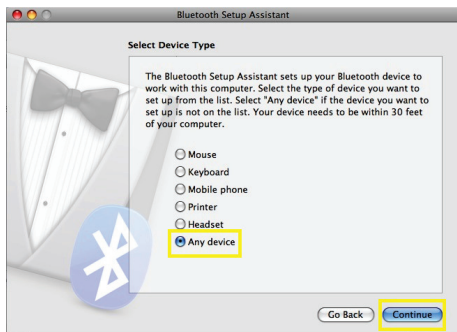 Bluetooth Setup Assistant
Select Device Type
The Bluetooth Setup Assistant sets up your Bluetooth device to
work with this computer. Select the type of device you want to
set up from the list. Select "Any device" if the device you want to
set up is not on the list. Your device needs to be within 30 feet
of your computer.
Mouse
Keyboard
Mobile phone
Printer
Headset
Any device
Go Back Continue